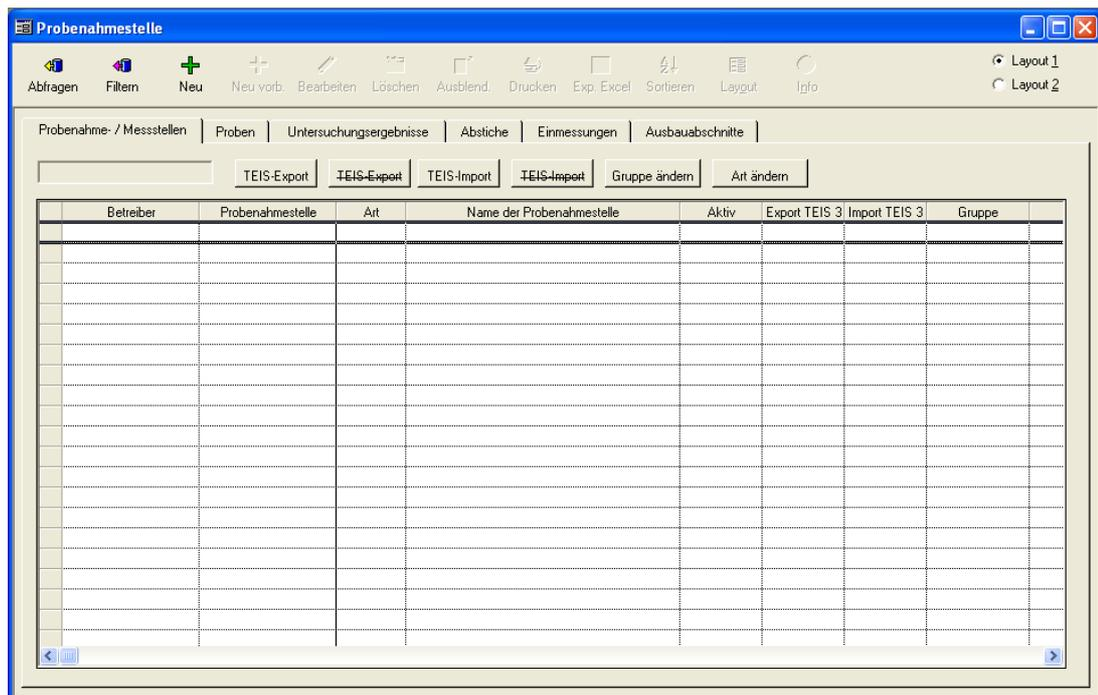 Probenahmestelle
Abfragen Filtern Neu Neu vorb. Bearbeiten Löschen Ausblend. Drucken Exp. Excel Sortieren Layout Info
Layout 1
Layout 2
Probenahme- / Messstellen Proben Untersuchungsergebnisse Abstiche Einmessungen Ausbauabschnitte
TEIS-Export TEIS-Export TEIS-Import TEIS-Import Gruppe ändern Art ändern
Betreiber Probenahmestelle Art Name der Probenahmestelle Aktiv Export TEIS 3 Import TEIS 3 Gruppe